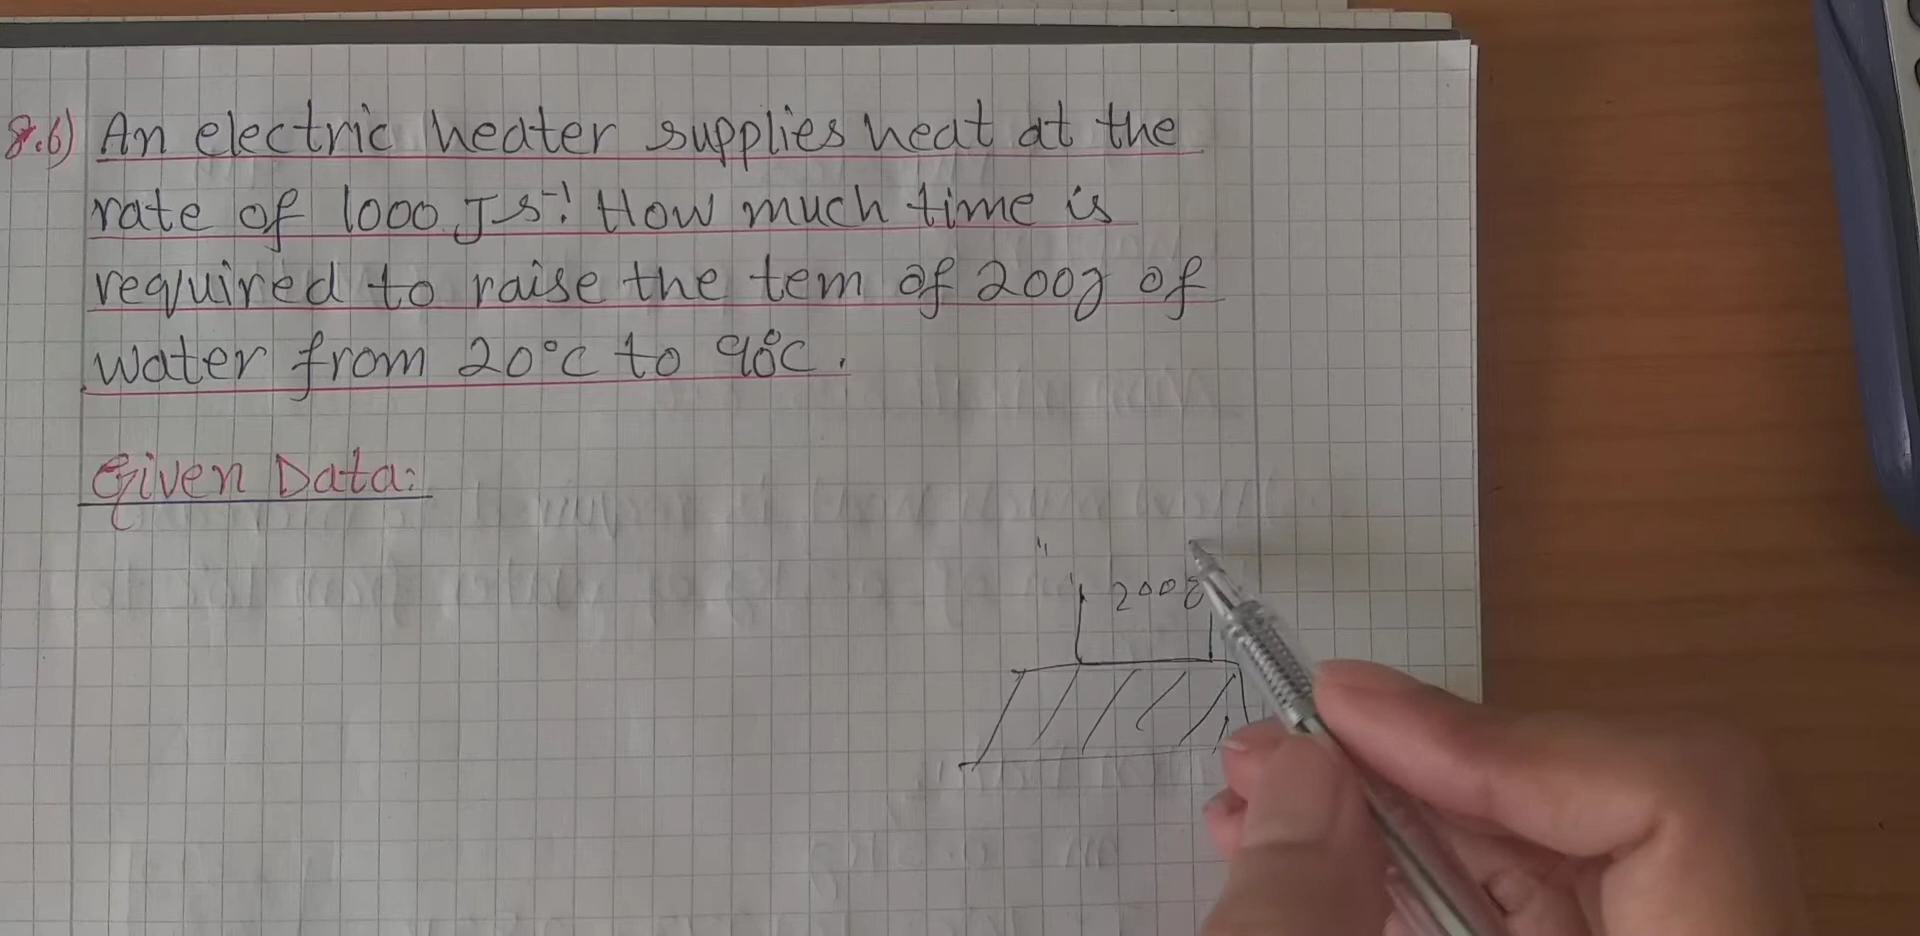 8.6) An electric heater supplies heat at the
rate of 1000 Js⁻¹. How much time is
required to raise the tem of 200g of
water from 20°C to 90°C.
Given Data:
200g